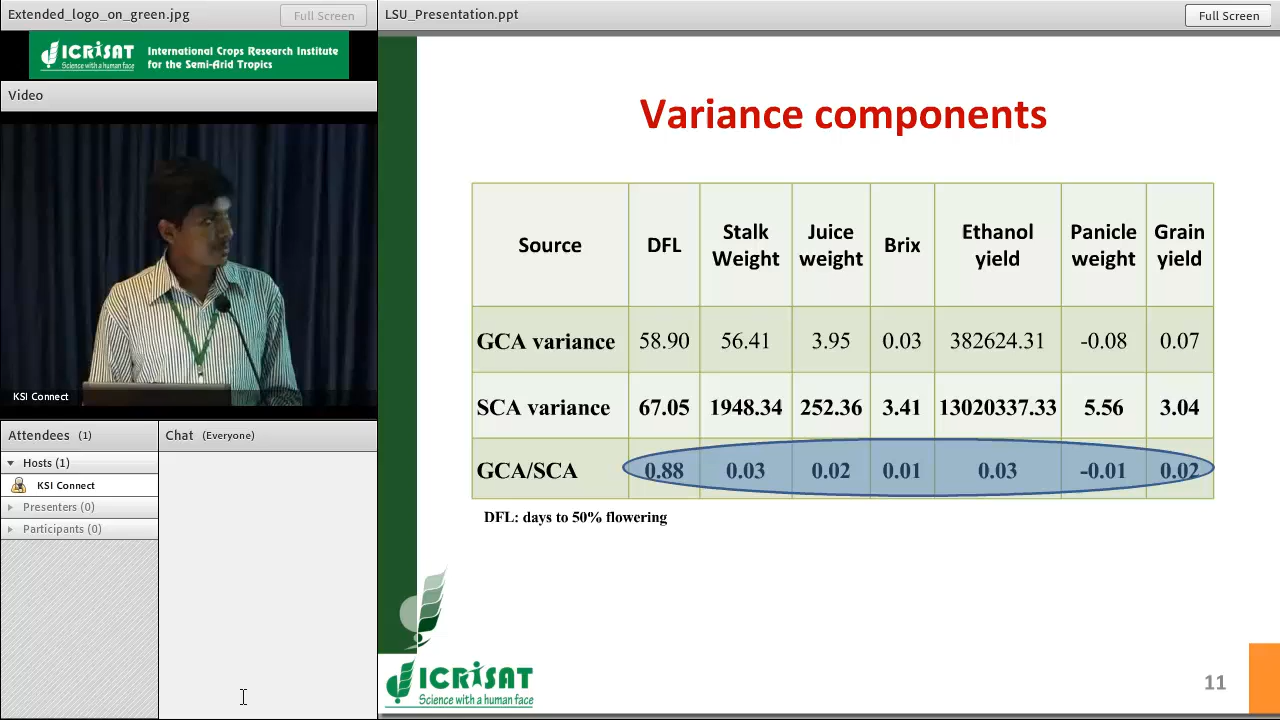 Extended_logo_on_green.jpg
Full Screen
ICRISAT
Science with a human face
International Crops Research Institute
for the Semi-Arid Tropics
Video
KSI Connect
Attendees (1)
Hosts (1)
KSI Connect
Presenters (0)
Participants (0)
Chat (Everyone)
LSU_Presentation.ppt
Full Screen
Variance components
Source DFL Stalk Weight Juice weight Brix Ethanol yield Panicle weight Grain yield
GCA variance 58.90 56.41 3.95 0.03 382624.31 -0.08 0.07
SCA variance 67.05 1948.34 252.36 3.41 13020337.33 5.56 3.04
GCA/SCA 0.88 0.03 0.02 0.01 0.03 -0.01 0.02
DFL: days to 50% flowering
ICRISAT
Science with a human face
11